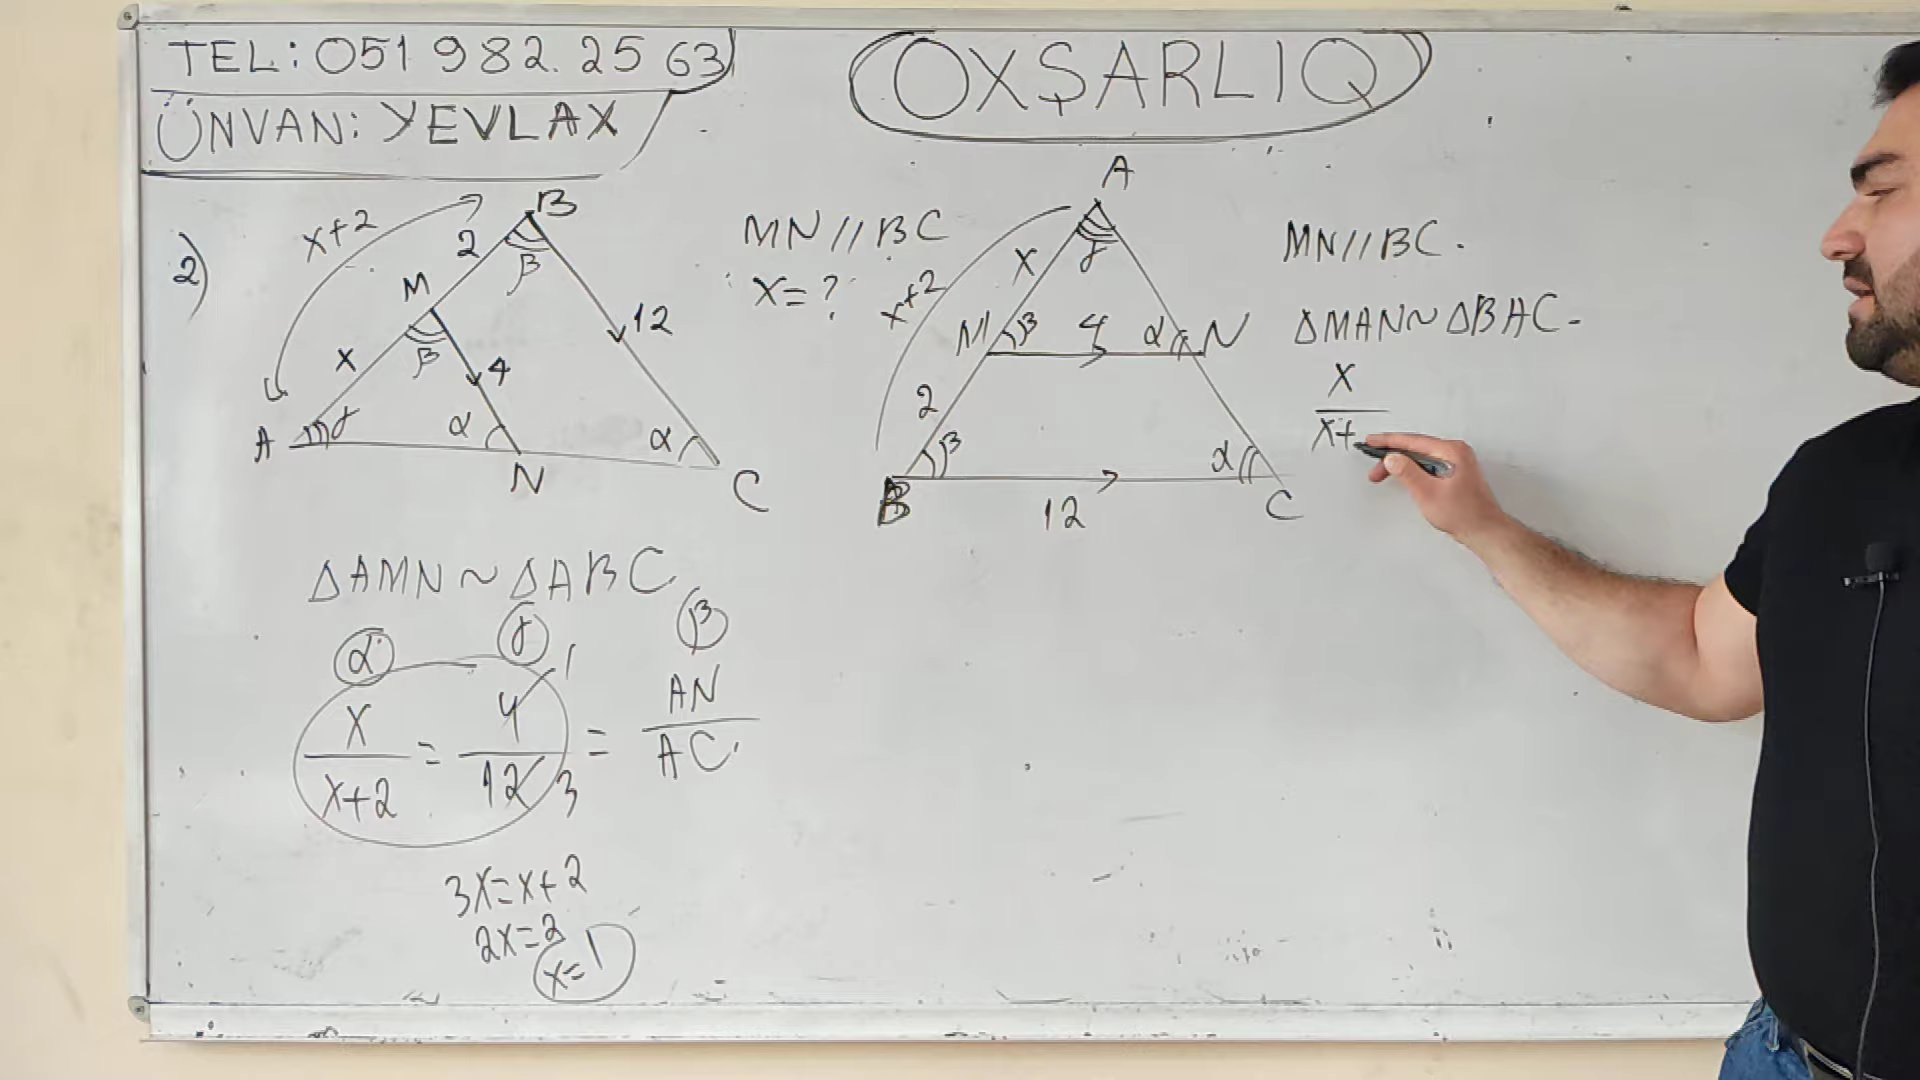 TEL: 051 982. 25 63
ÜNVAN: YEVLAX
OXŞARLIQ
2)
x+2
B
2
β
M
12
x
β
4
A
γ
α
α
N
C
MN // BC
x = ?
A
x+2
x
γ
M
β
4
α
N
2
β
α
B
12
C
MN // BC.
ΔMAN ~ ΔBAC -
x
x+
ΔAMN ~ ΔABC
α γ β
x/x+2 = 4/12 = AN/AC
1
3
3x=x+2
2x=2
x=1